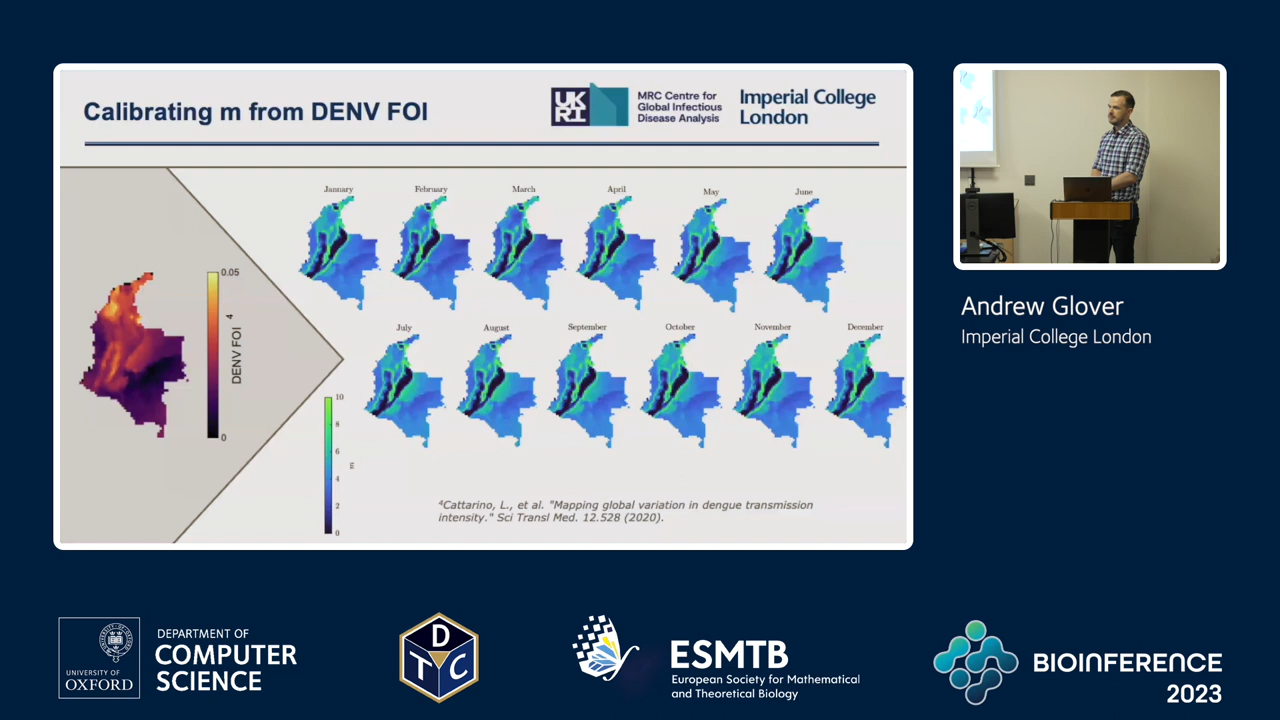 Calibrating m from DENV FOI
UK
RI
MRC Centre for
Global Infectious
Disease Analysis
Imperial College
London
January
February
March
April
May
June
0.05
DENV FOI 4
0
July
August
September
October
November
December
10
8
6
4
2
0
m
4Cattarino, L., et al. "Mapping global variation in dengue transmission
intensity." Sci Transl Med. 12.528 (2020).
Andrew Glover
Imperial College London
UNIVERSITY OF
OXFORD
DEPARTMENT OF
COMPUTER
SCIENCE
D
T C
ESMTB
European Society for Mathematical
and Theoretical Biology
BIOINFERENCE
2023